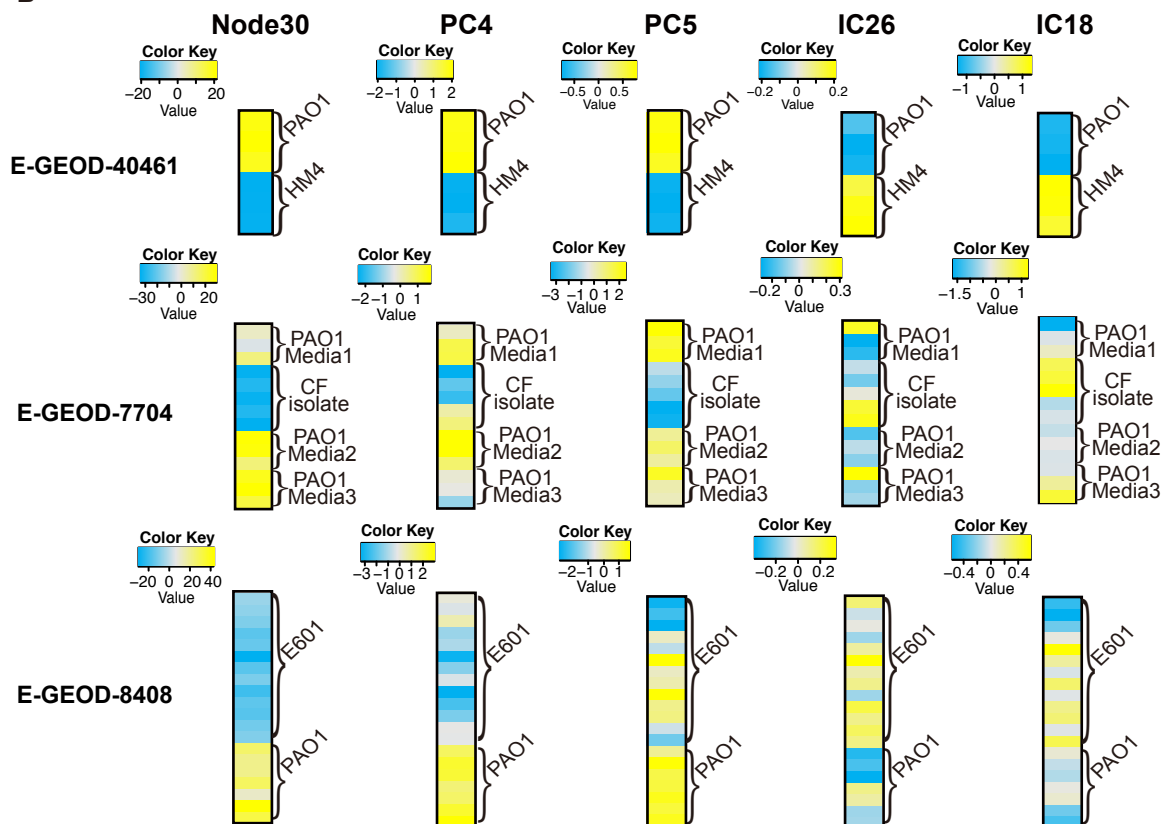 Node30 PC4 PC5 IC26 IC18
Color Key Color Key Color Key Color Key Color Key
−20 0 20 −2−1 0 1 2 −0.5 0 0.5 −0.2 0 0.2 −1 0 1
Value Value Value Value Value
E-GEOD-40461
PAO1 PAO1 PAO1 PAO1 PAO1
HM4 HM4 HM4 HM4 HM4
Color Key Color Key Color Key Color Key Color Key
−30 0 20 −2−1 0 1 −3 −1 0 1 2 −0.2 0 0.3 −1.5 0 1
Value Value Value Value Value
E-GEOD-7704
PAO1 PAO1 PAO1 PAO1 PAO1
Media1 Media1 Media1 Media1 Media1
CF CF CF CF CF
isolate isolate isolate isolate isolate
PAO1 PAO1 PAO1 PAO1 PAO1
Media2 Media2 Media2 Media2 Media2
PAO1 PAO1 PAO1 PAO1 PAO1
Media3 Media3 Media3 Media3 Media3
Color Key Color Key Color Key Color Key Color Key
−20 0 20 40 −3−1 0 1 2 −2−1 0 1 −0.2 0 0.2 −0.4 0 0.4
Value Value Value Value Value
E-GEOD-8408
E601 E601 E601 E601 E601
PAO1 PAO1 PAO1 PAO1 PAO1